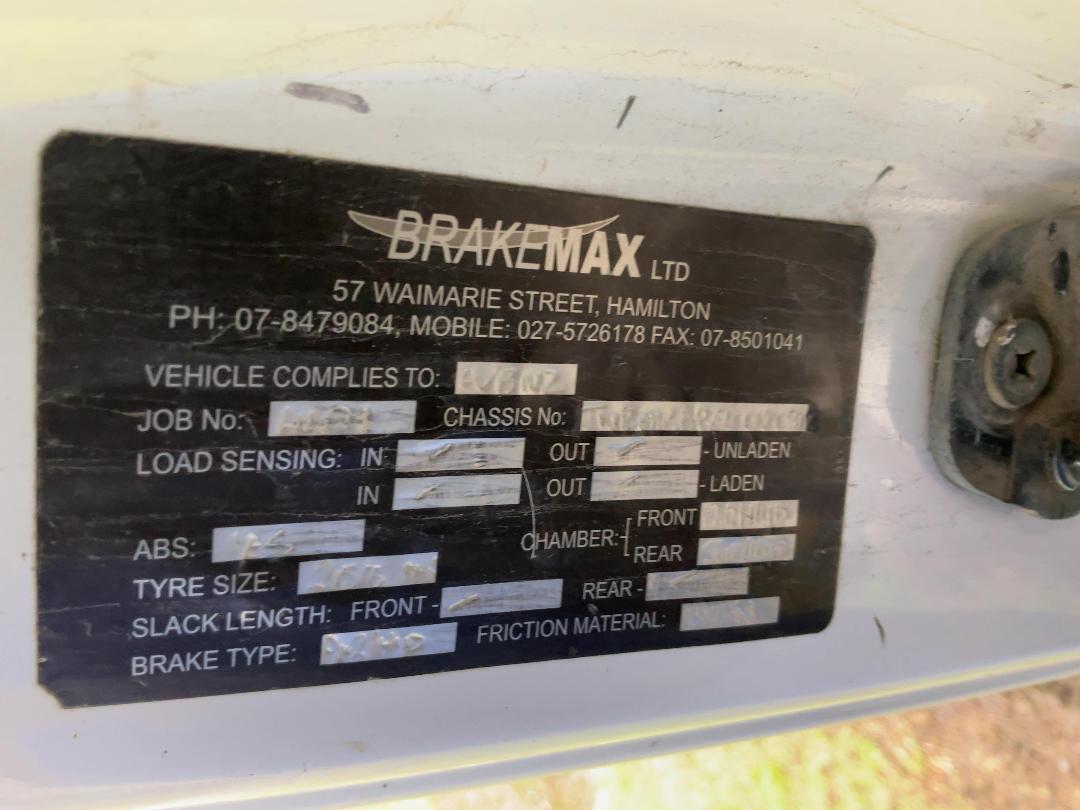 BRAKEMAX LTD
57 WAIMARIE STREET, HAMILTON
PH: 07-8479084, MOBILE: 027-5726178 FAX: 07-8501041
VEHICLE COMPLIES TO:
JOB No: CHASSIS No:
LOAD SENSING: IN OUT - UNLADEN
IN OUT - LADEN
CHAMBER:- FRONT
ABS: YES REAR
TYRE SIZE:
SLACK LENGTH: FRONT - REAR -
BRAKE TYPE: FRICTION MATERIAL: